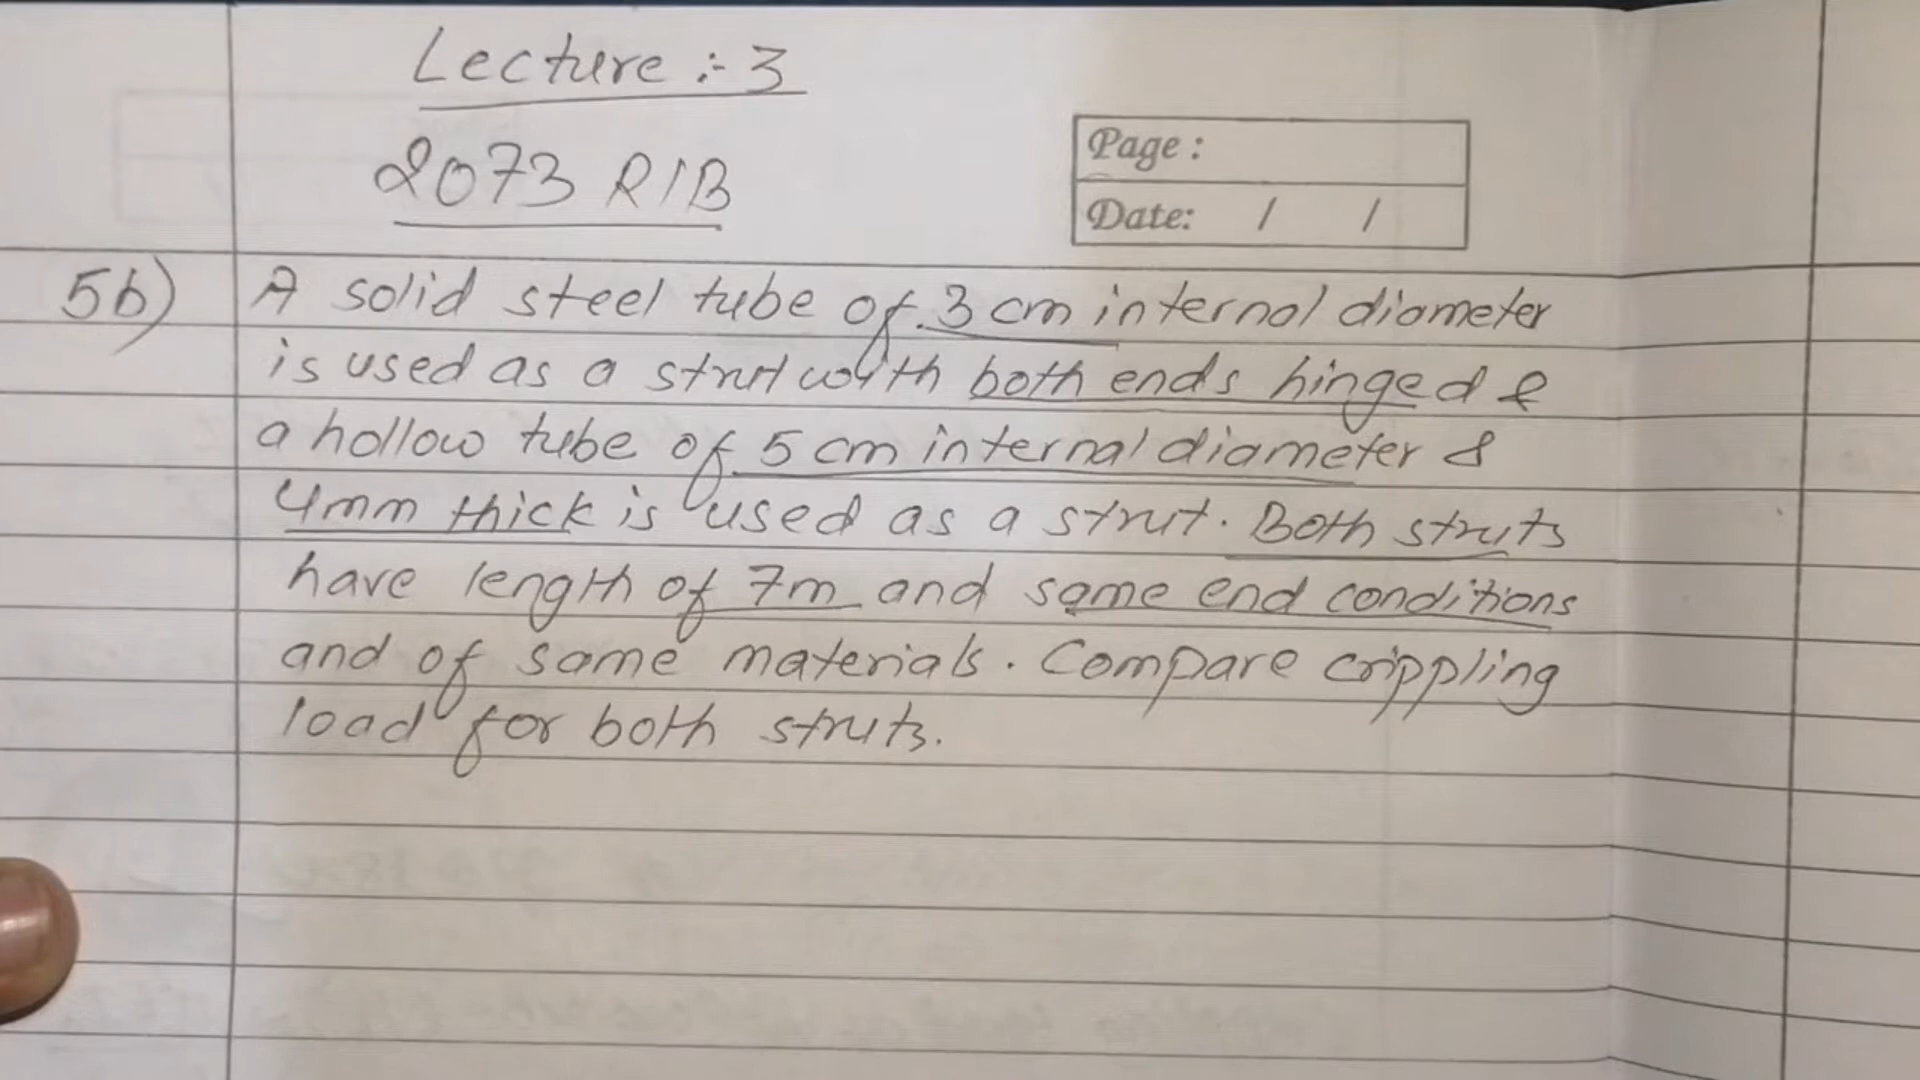 Lecture :- 3
2073 R/B
Page :
Date: / /
5b) A solid steel tube of 3 cm internal diameter
is used as a strut with both ends hinged &
a hollow tube of 5 cm internal diameter &
4mm thick is used as a strut. Both struts
have length of 7m and same end conditions
and of same materials. Compare crippling
load for both struts.